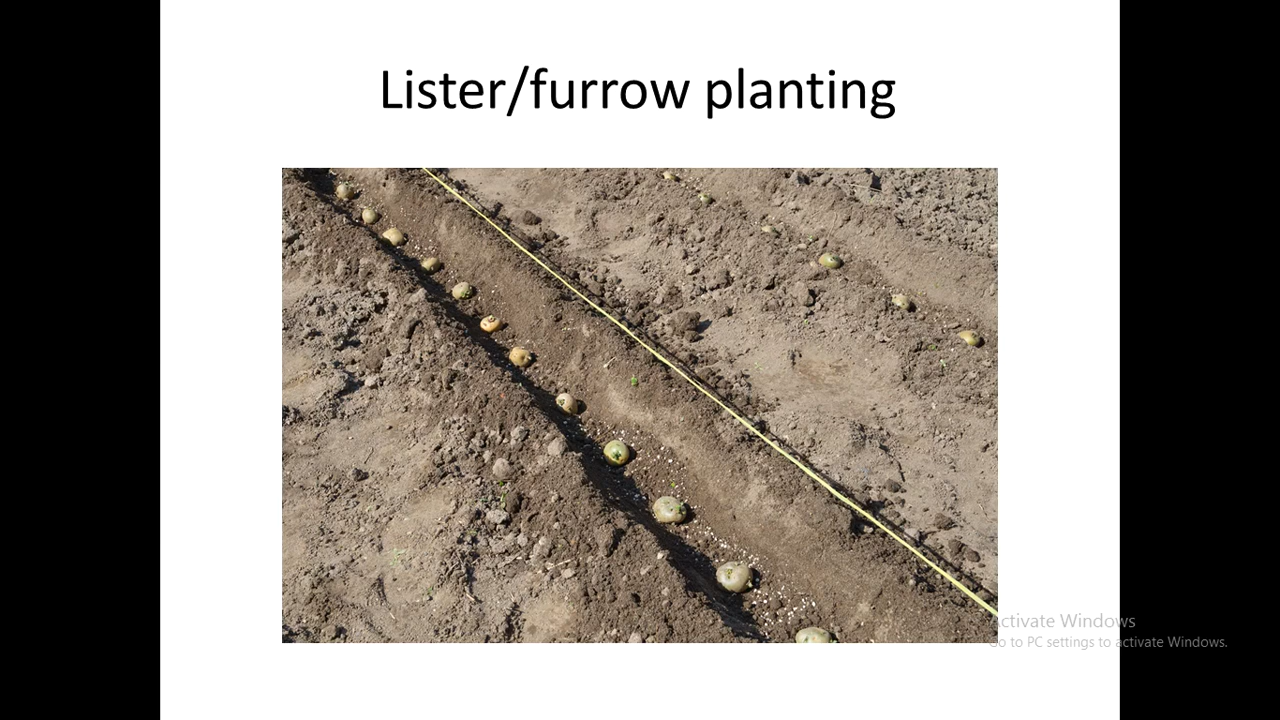 Lister/furrow planting
Activate Windows
Go to PC settings to activate Windows.